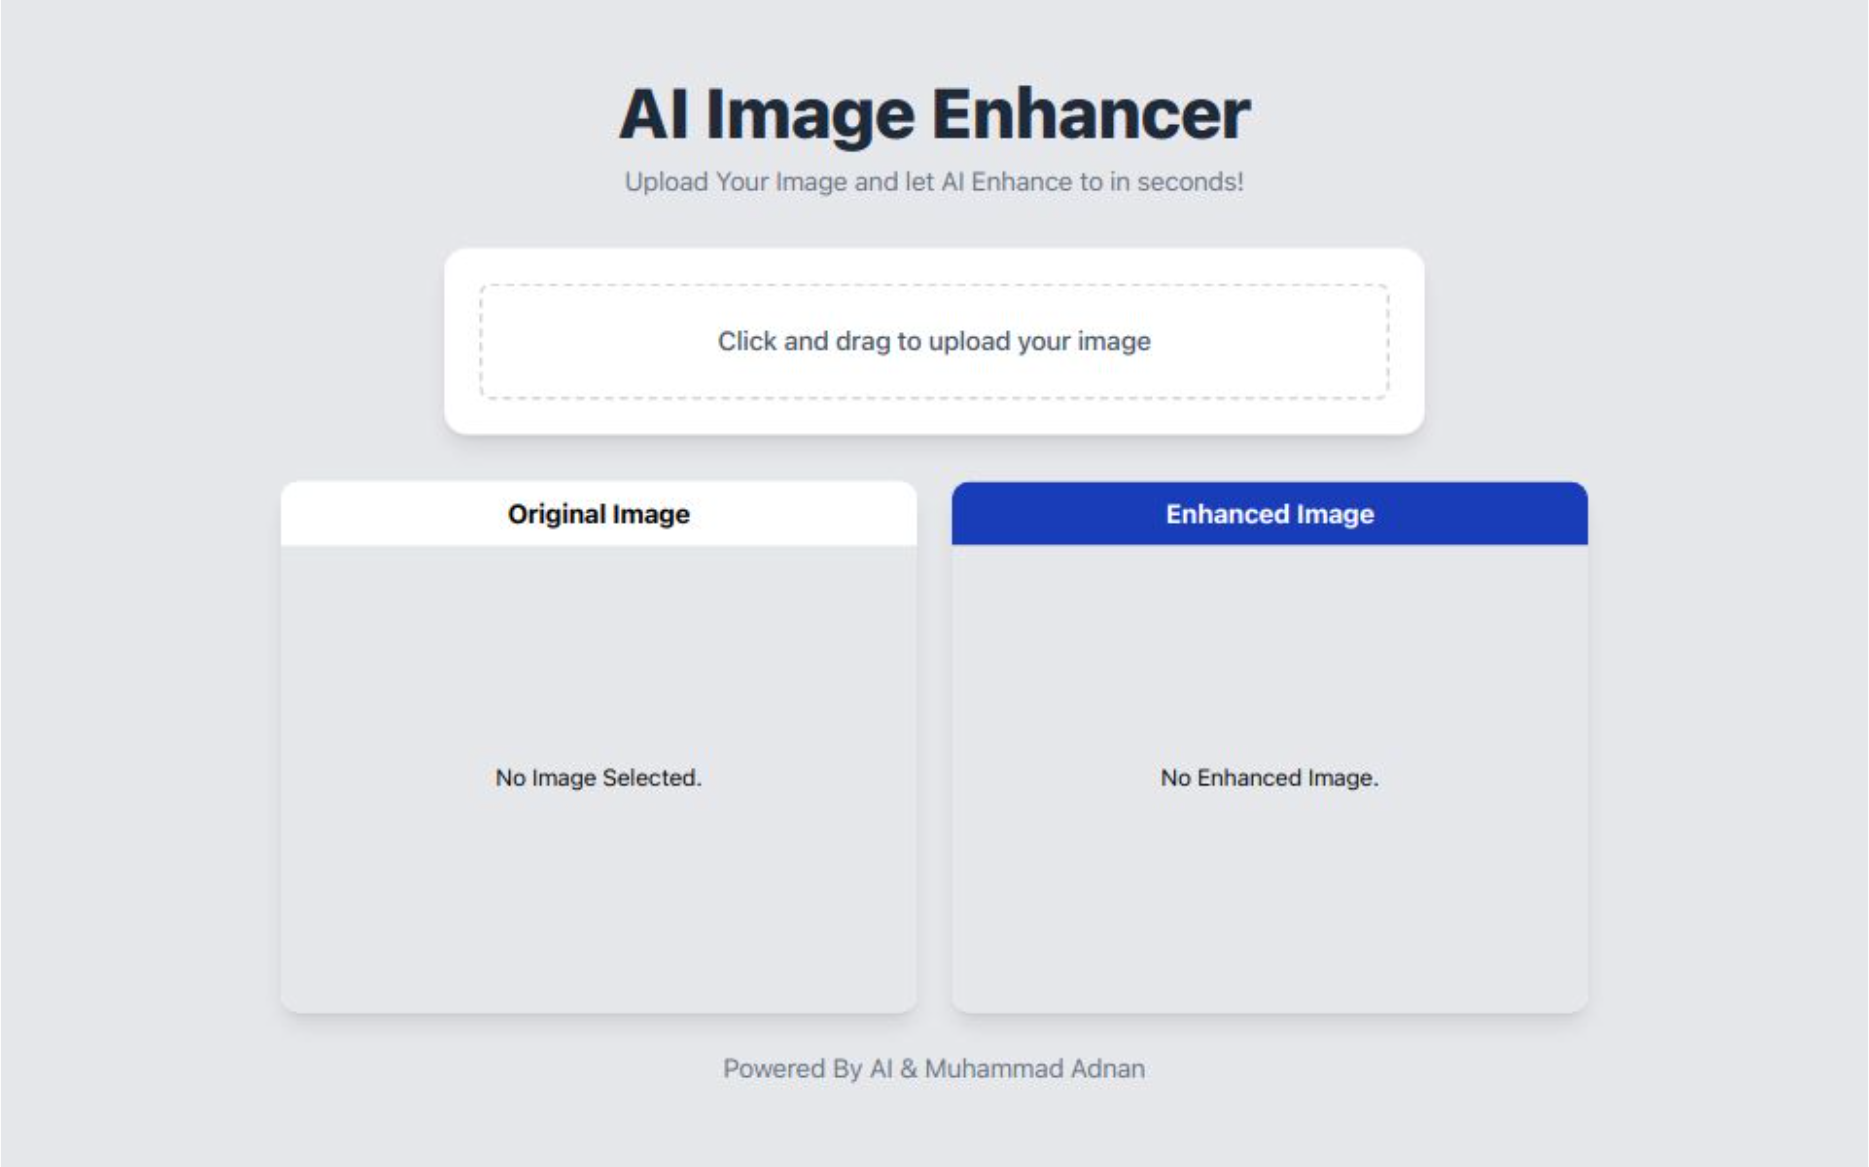 AI Image Enhancer
Upload Your Image and let AI Enhance to in seconds!
Click and drag to upload your image
Original Image
Enhanced Image
No Image Selected.
No Enhanced Image.
Powered By AI & Muhammad Adnan